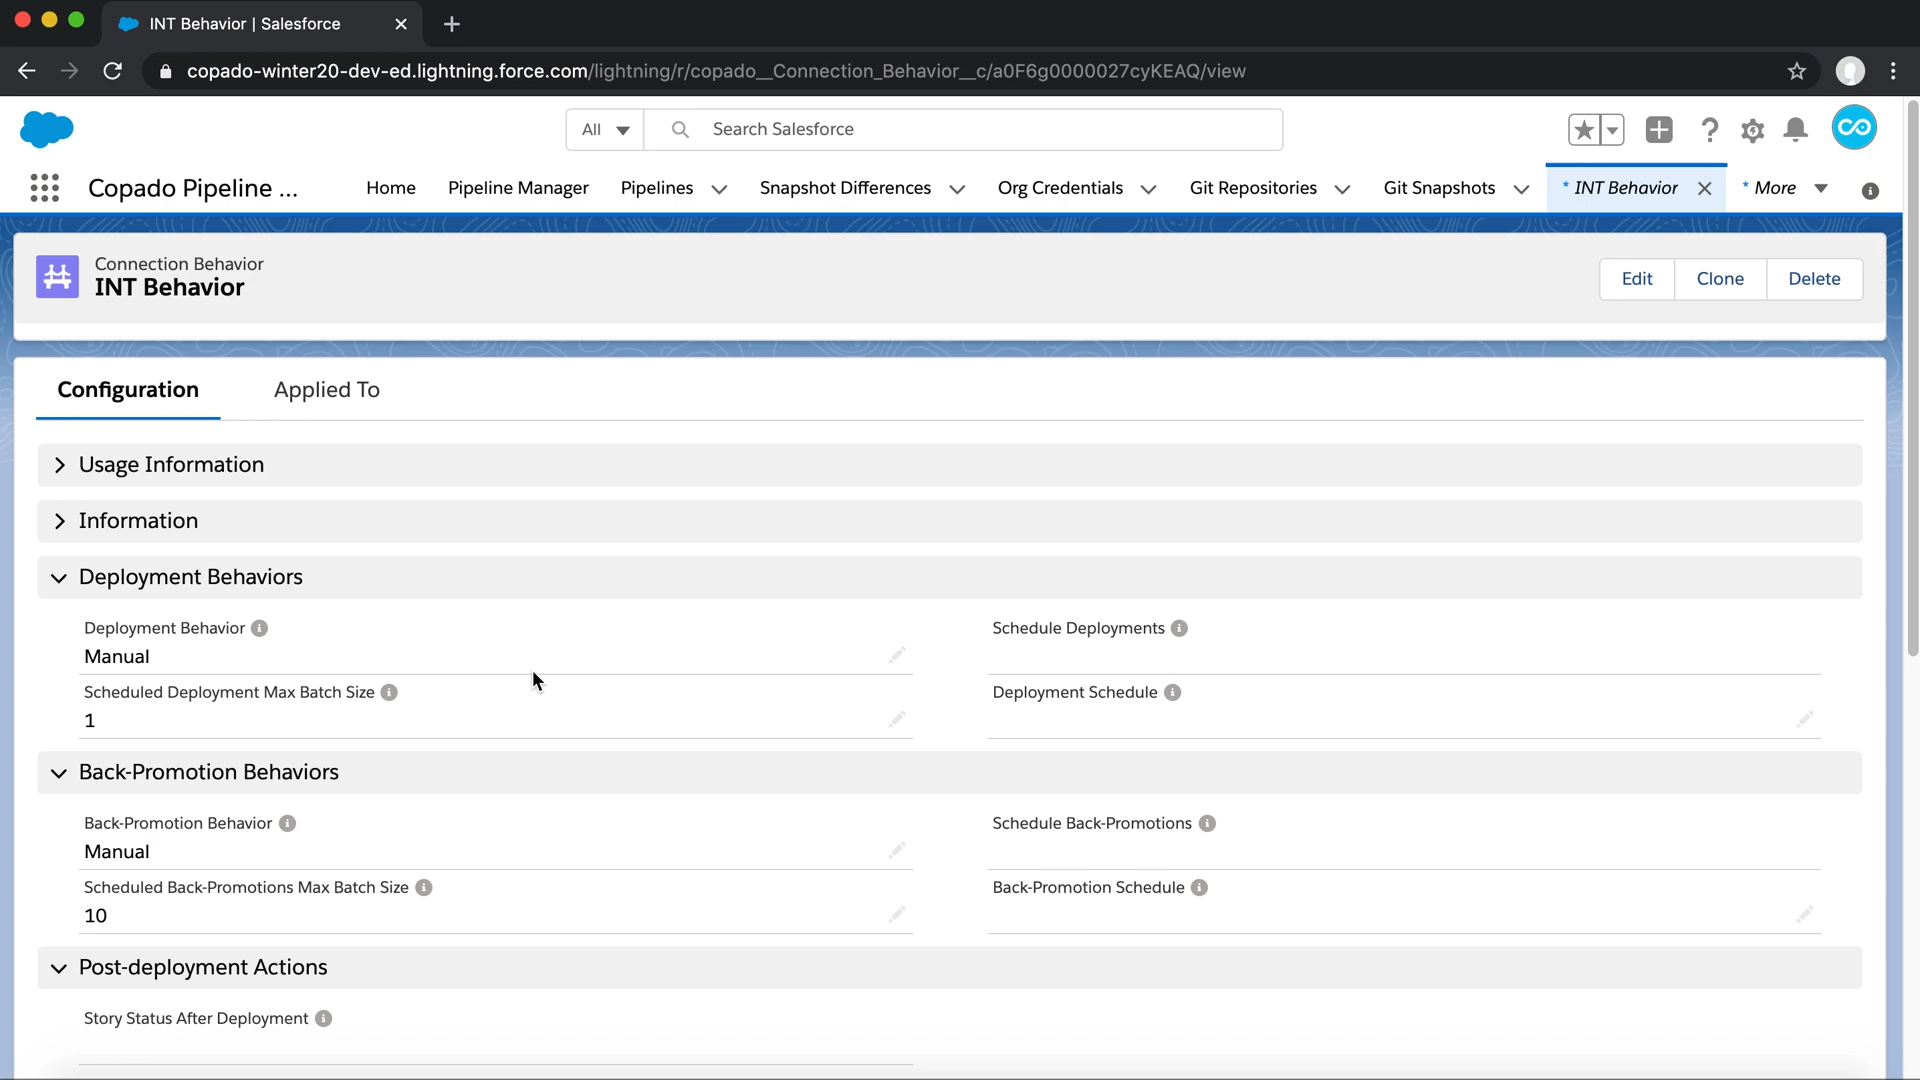 INT Behavior | Salesforce
copado-winter20-dev-ed.lightning.force.com/lightning/r/copado__Connection_Behavior__c/a0F6g0000027cyKEAQ/view
All Search Salesforce
Copado Pipeline ... Home Pipeline Manager Pipelines Snapshot Differences Org Credentials Git Repositories Git Snapshots * INT Behavior * More
Connection Behavior
INT Behavior
Edit Clone Delete
Configuration Applied To
Usage Information
Information
Deployment Behaviors
Deployment Behavior Schedule Deployments
Manual
Scheduled Deployment Max Batch Size Deployment Schedule
1
Back-Promotion Behaviors
Back-Promotion Behavior Schedule Back-Promotions
Manual
Scheduled Back-Promotions Max Batch Size Back-Promotion Schedule
10
Post-deployment Actions
Story Status After Deployment